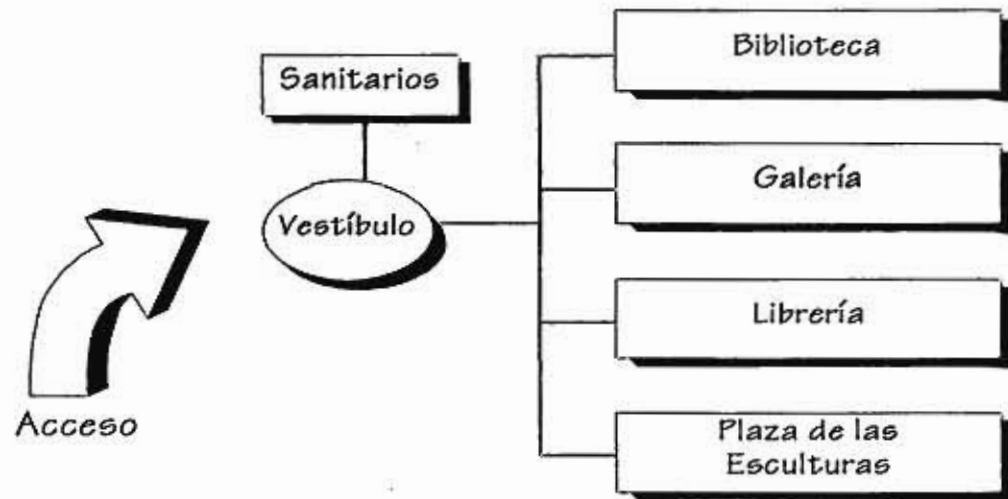 Biblioteca
Sanitarios
Galería
Vestíbulo
Librería
Acceso
Plaza de las
Esculturas